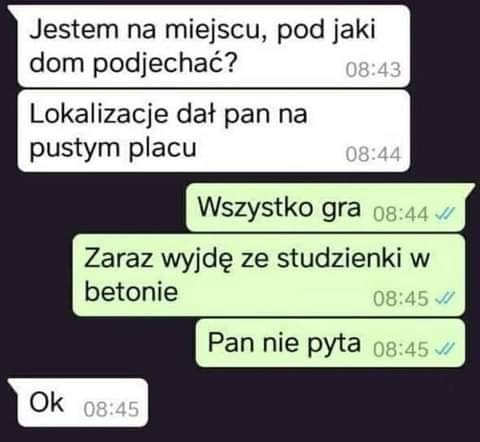 Jestem na miejscu, pod jaki
dom podjechać?
08:43
Lokalizacje dał pan na
pustym placu
08:44
Wszystko gra 08:44
Zaraz wyjdę ze studzienki w
betonie
08:45
Pan nie pyta 08:45
Ok 08:45